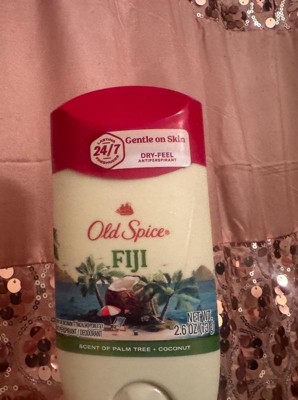 24/7
Gentle on Skin
DRY-FEEL
ANTIPERSPIRANT
Old Spice®
FIJI
NET WT.
2.6 OZ (73 g)
SCENT OF PALM TREE + COCONUT